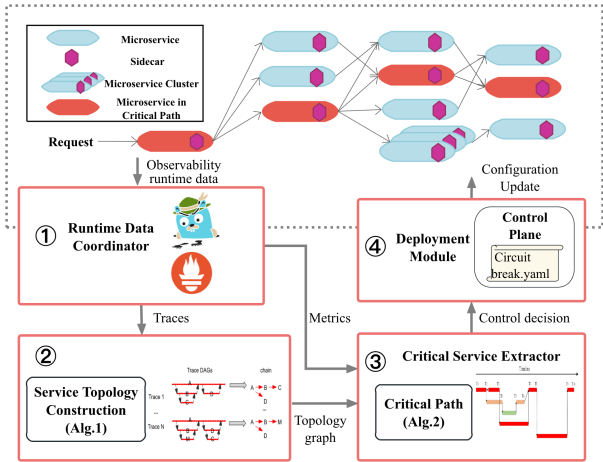 Microservice
Sidecar
Microservice Cluster
Microservice in
Critical Path
Request
Observability
runtime data
Configuration
Update
① Runtime Data
Coordinator
④ Deployment
Module
Control
Plane
Circuit
break.yaml
Traces
Metrics
Control decision
②
Service Topology
Construction
(Alg.1)
Trace DAGs
chain
Trace 1
...
Trace N
A
B
C
D
A
B
M
D
Topology
graph
③ Critical Service Extractor
Critical Path
(Alg.2)